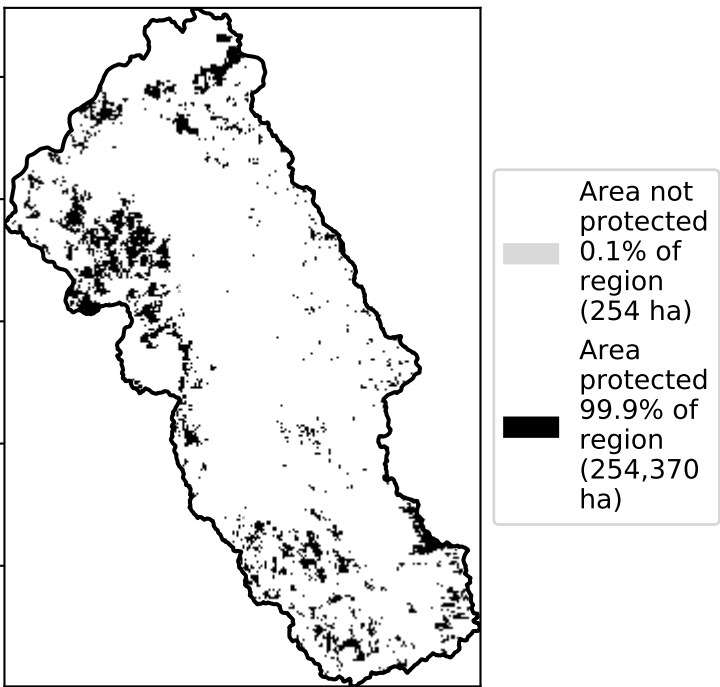 Area not
protected
0.1% of
region
(254 ha)
Area
protected
99.9% of
region
(254,370
ha)